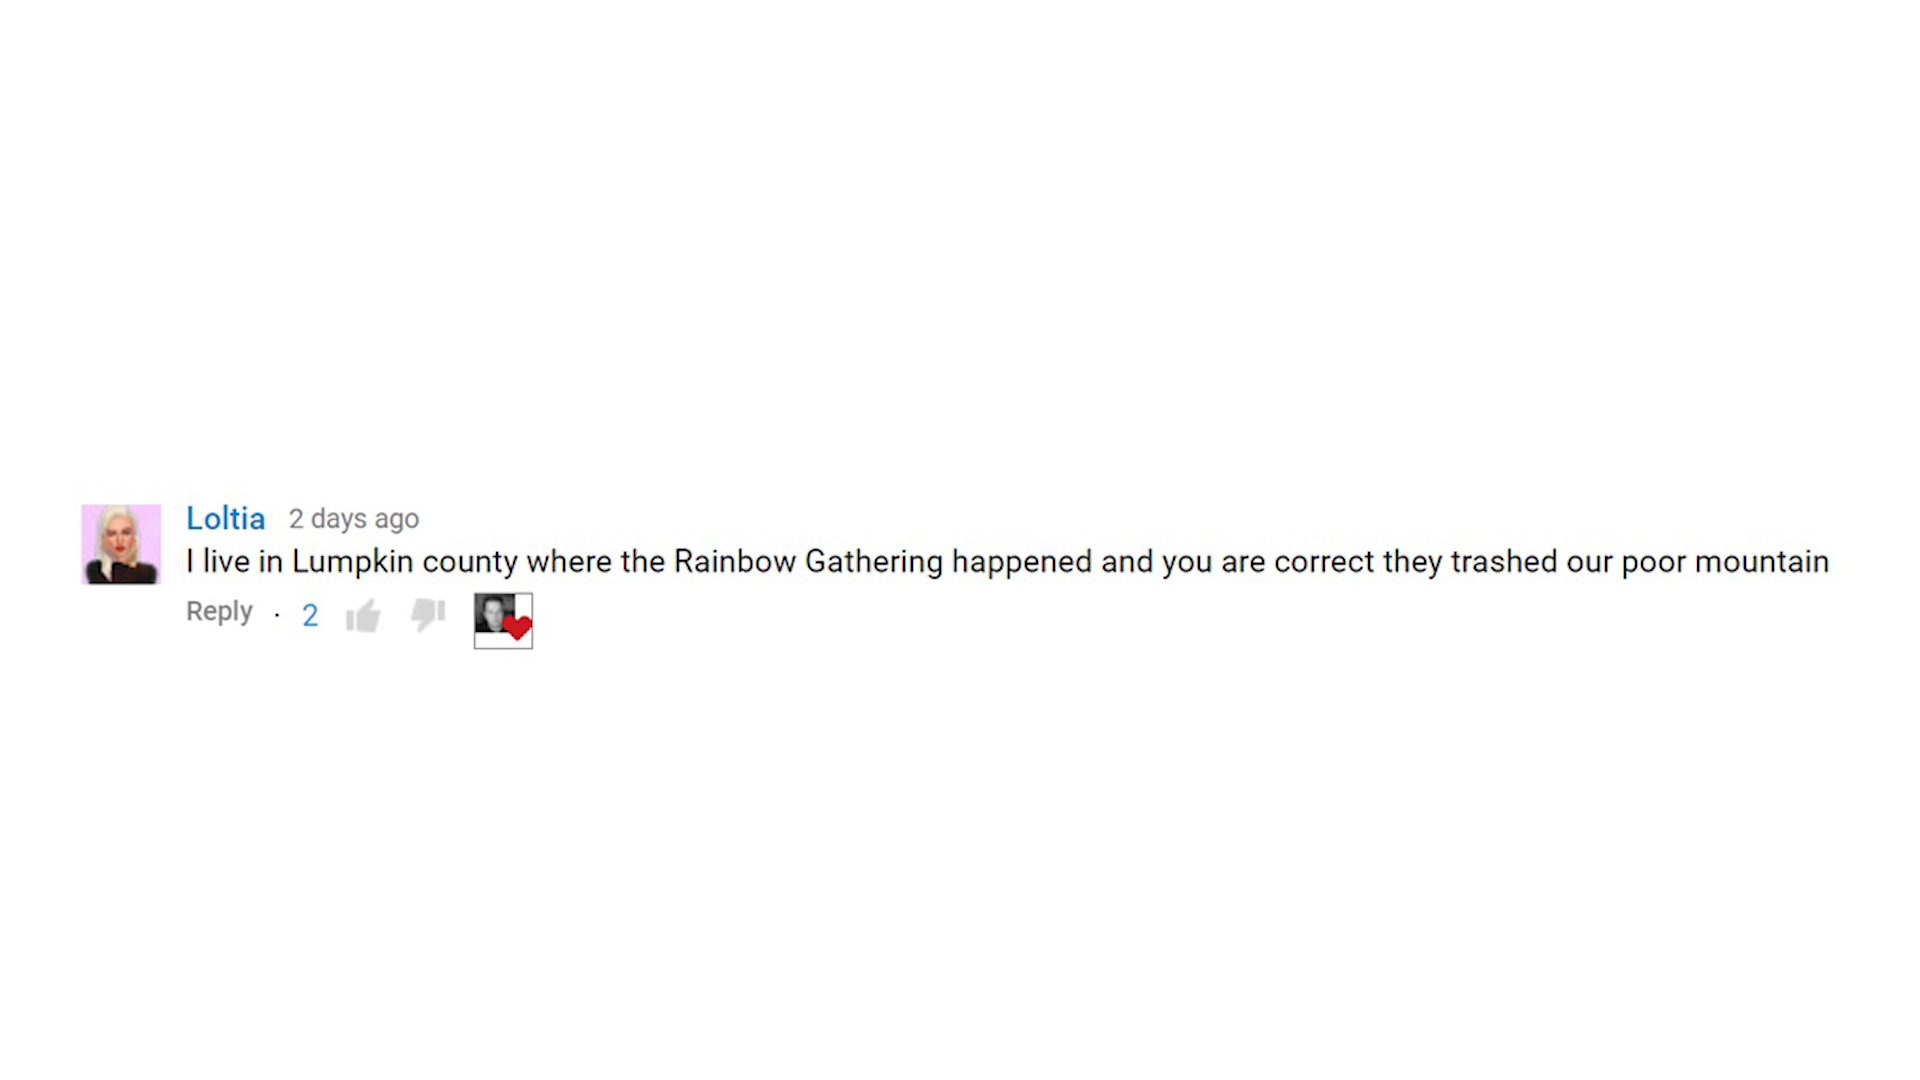 Loltia 2 days ago
I live in Lumpkin county where the Rainbow Gathering happened and you are correct they trashed our poor mountain
Reply · 2